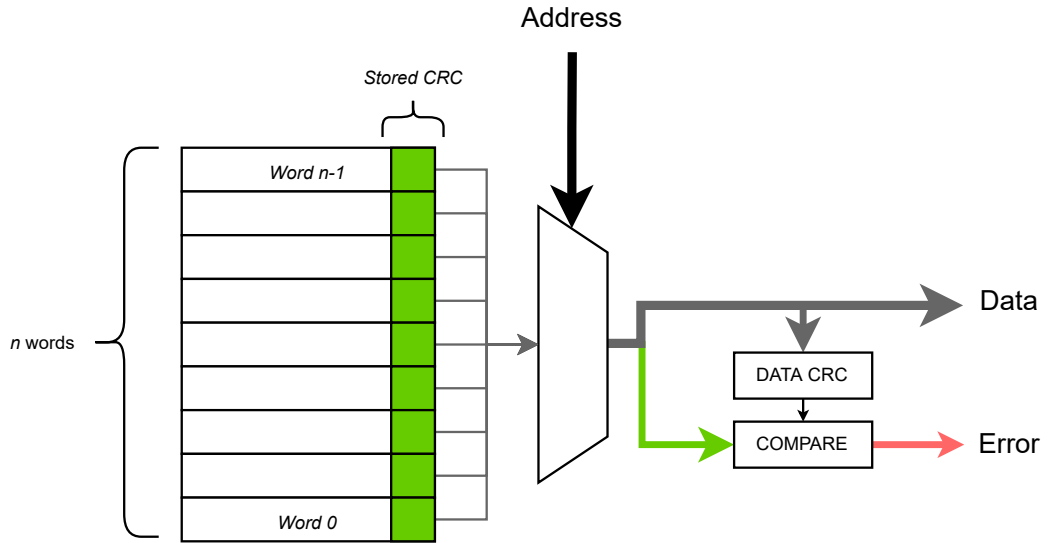 Address
Stored CRC
Word n-1
n words
Data
DATA CRC
COMPARE
Error
Word 0